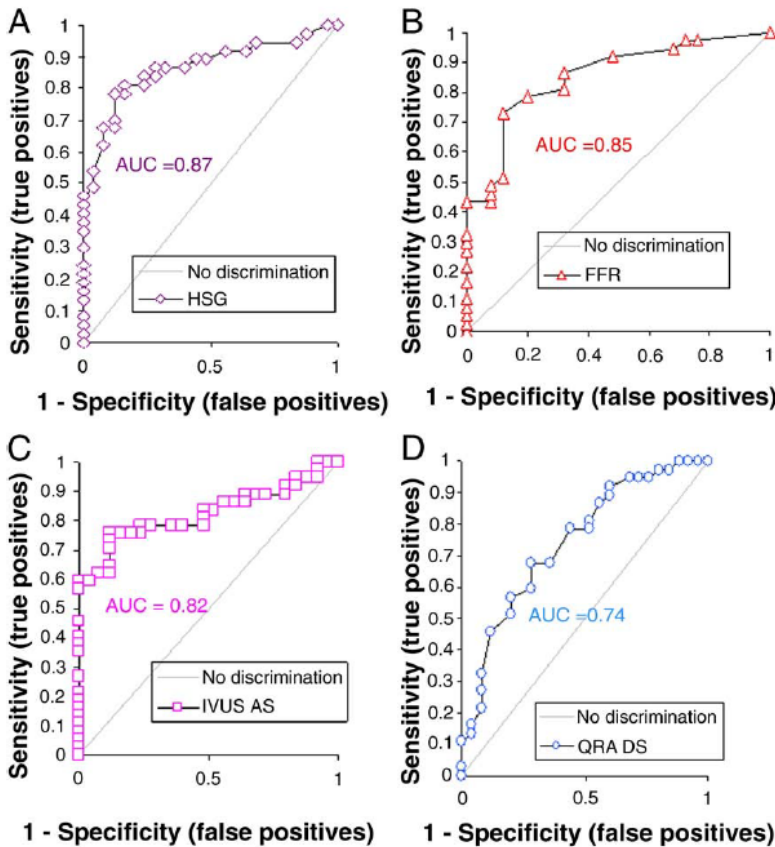 A
Sensitivity (true positives)
1
0.9
0.8
0.7
0.6
0.5
0.4
0.3
0.2
0.1
0
AUC =0.87
No discrimination
HSG
0
0.5
1
1 - Specificity (false positives)
B
Sensitivity (true positives)
1
0.9
0.8
0.7
0.6
0.5
0.4
0.3
0.2
0.1
0
AUC =0.85
No discrimination
FFR
0
0.2
0.4
0.6
0.8
1
1 - Specificity (false positives)
C
Sensitivity (true positives)
1
0.9
0.8
0.7
0.6
0.5
0.4
0.3
0.2
0.1
0
AUC = 0.82
No discrimination
IVUS AS
0
0.5
1
1 - Specificity (false positives)
D
Sensitivity (true positives)
1
0.9
0.8
0.7
0.6
0.5
0.4
0.3
0.2
0.1
0
AUC =0.74
No discrimination
QRA DS
0
0.5
1
1 - Specificity (false positives)